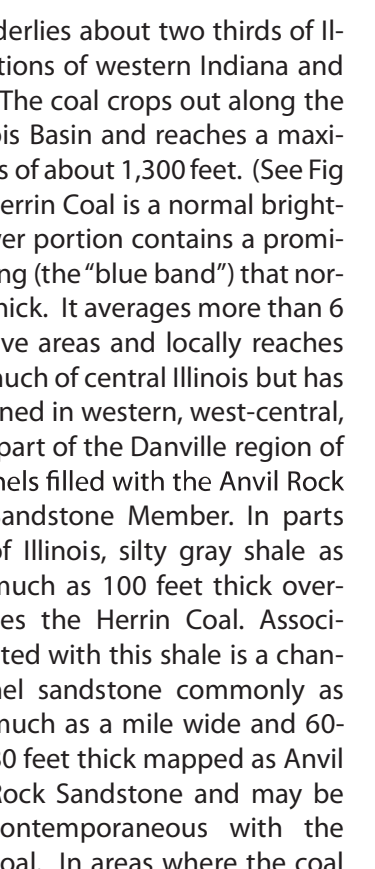 derlies about two thirds of Il-
tions of western Indiana and
The coal crops out along the
is Basin and reaches a maxi-
s of about 1,300 feet. (See Fig
errin Coal is a normal bright-
er portion contains a promi-
ng (the “blue band”) that nor-
hick. It averages more than 6
ve areas and locally reaches
much of central Illinois but has
ned in western, west-central,
part of the Danville region of
nels filled with the Anvil Rock
andstone Member. In parts
of Illinois, silty gray shale as
much as 100 feet thick over-
es the Herrin Coal. Associ-
ted with this shale is a chan-
el sandstone commonly as
much as a mile wide and 60-
80 feet thick mapped as Anvil
Rock Sandstone and may be
ontemporaneous with the
oal. In areas where the coal